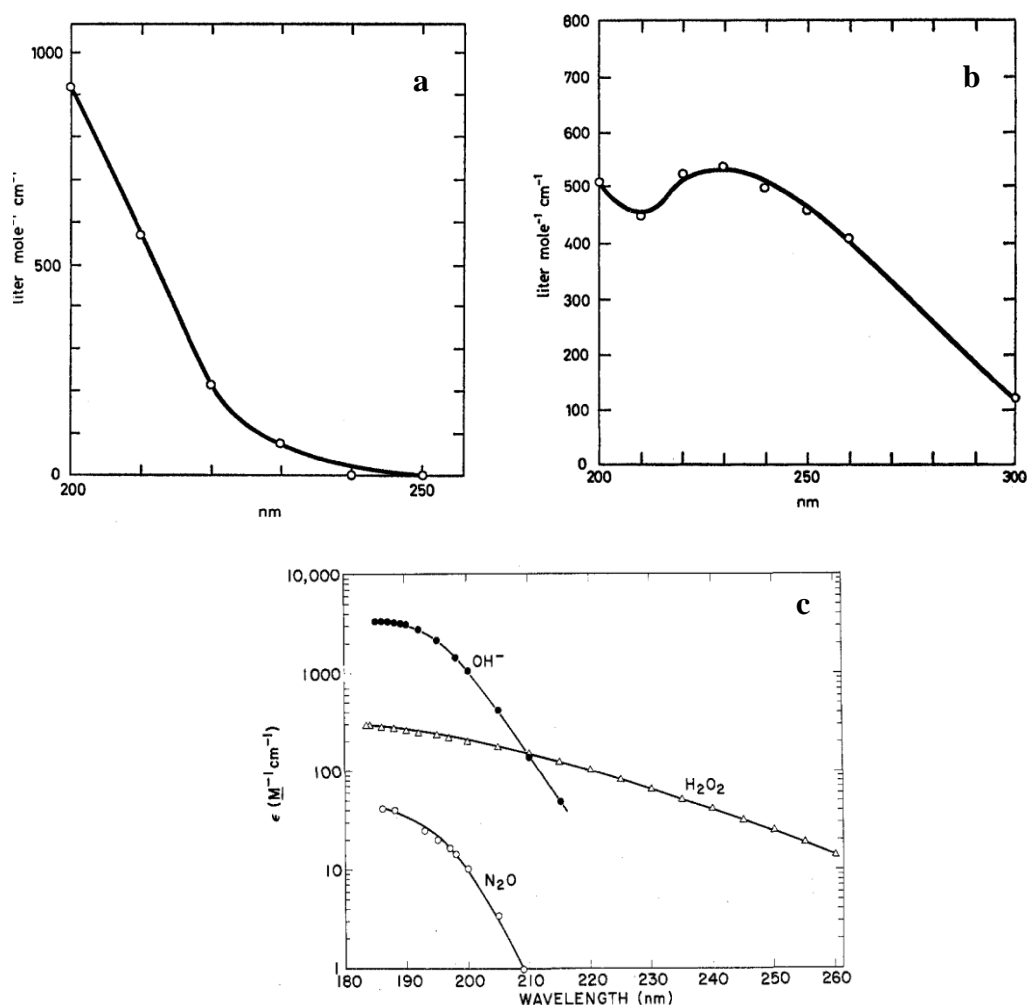 1000
500
0
200
250
nm
liter mole⁻¹ cm⁻¹
a
800
700
600
500
400
300
200
100
0
200
250
300
nm
liter mole⁻¹ cm⁻¹
b
10,000
1000
100
10
1
ε (M⁻¹cm⁻¹)
OH⁻
H₂O₂
N₂O
c
180 190 200 210 220 230 240 250 260
WAVELENGTH (nm)